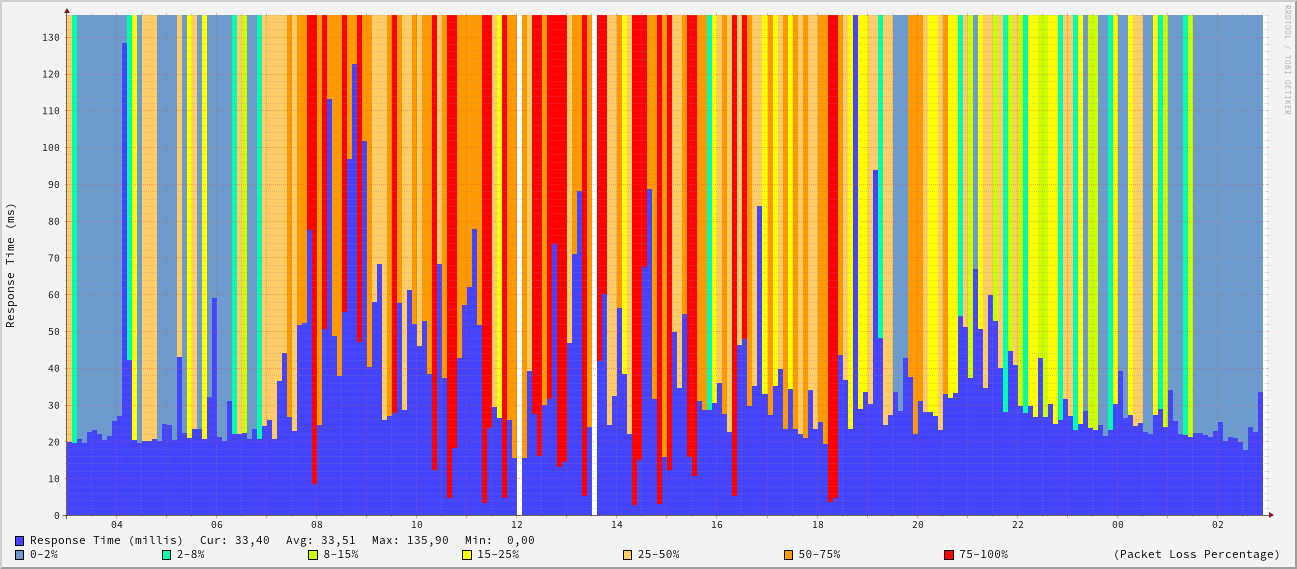 RRDTOOL / TOBI OETIKER
Response Time (ms)
130
120
110
100
90
80
70
60
50
40
30
20
10
0
04 06 08 10 12 14 16 18 20 22 00 02
Response Time (millis) Cur: 33,40 Avg: 33,51 Max: 135,90 Min: 0,00
0-2% 2-8% 8-15% 15-25% 25-50% 50-75% 75-100% (Packet Loss Percentage)